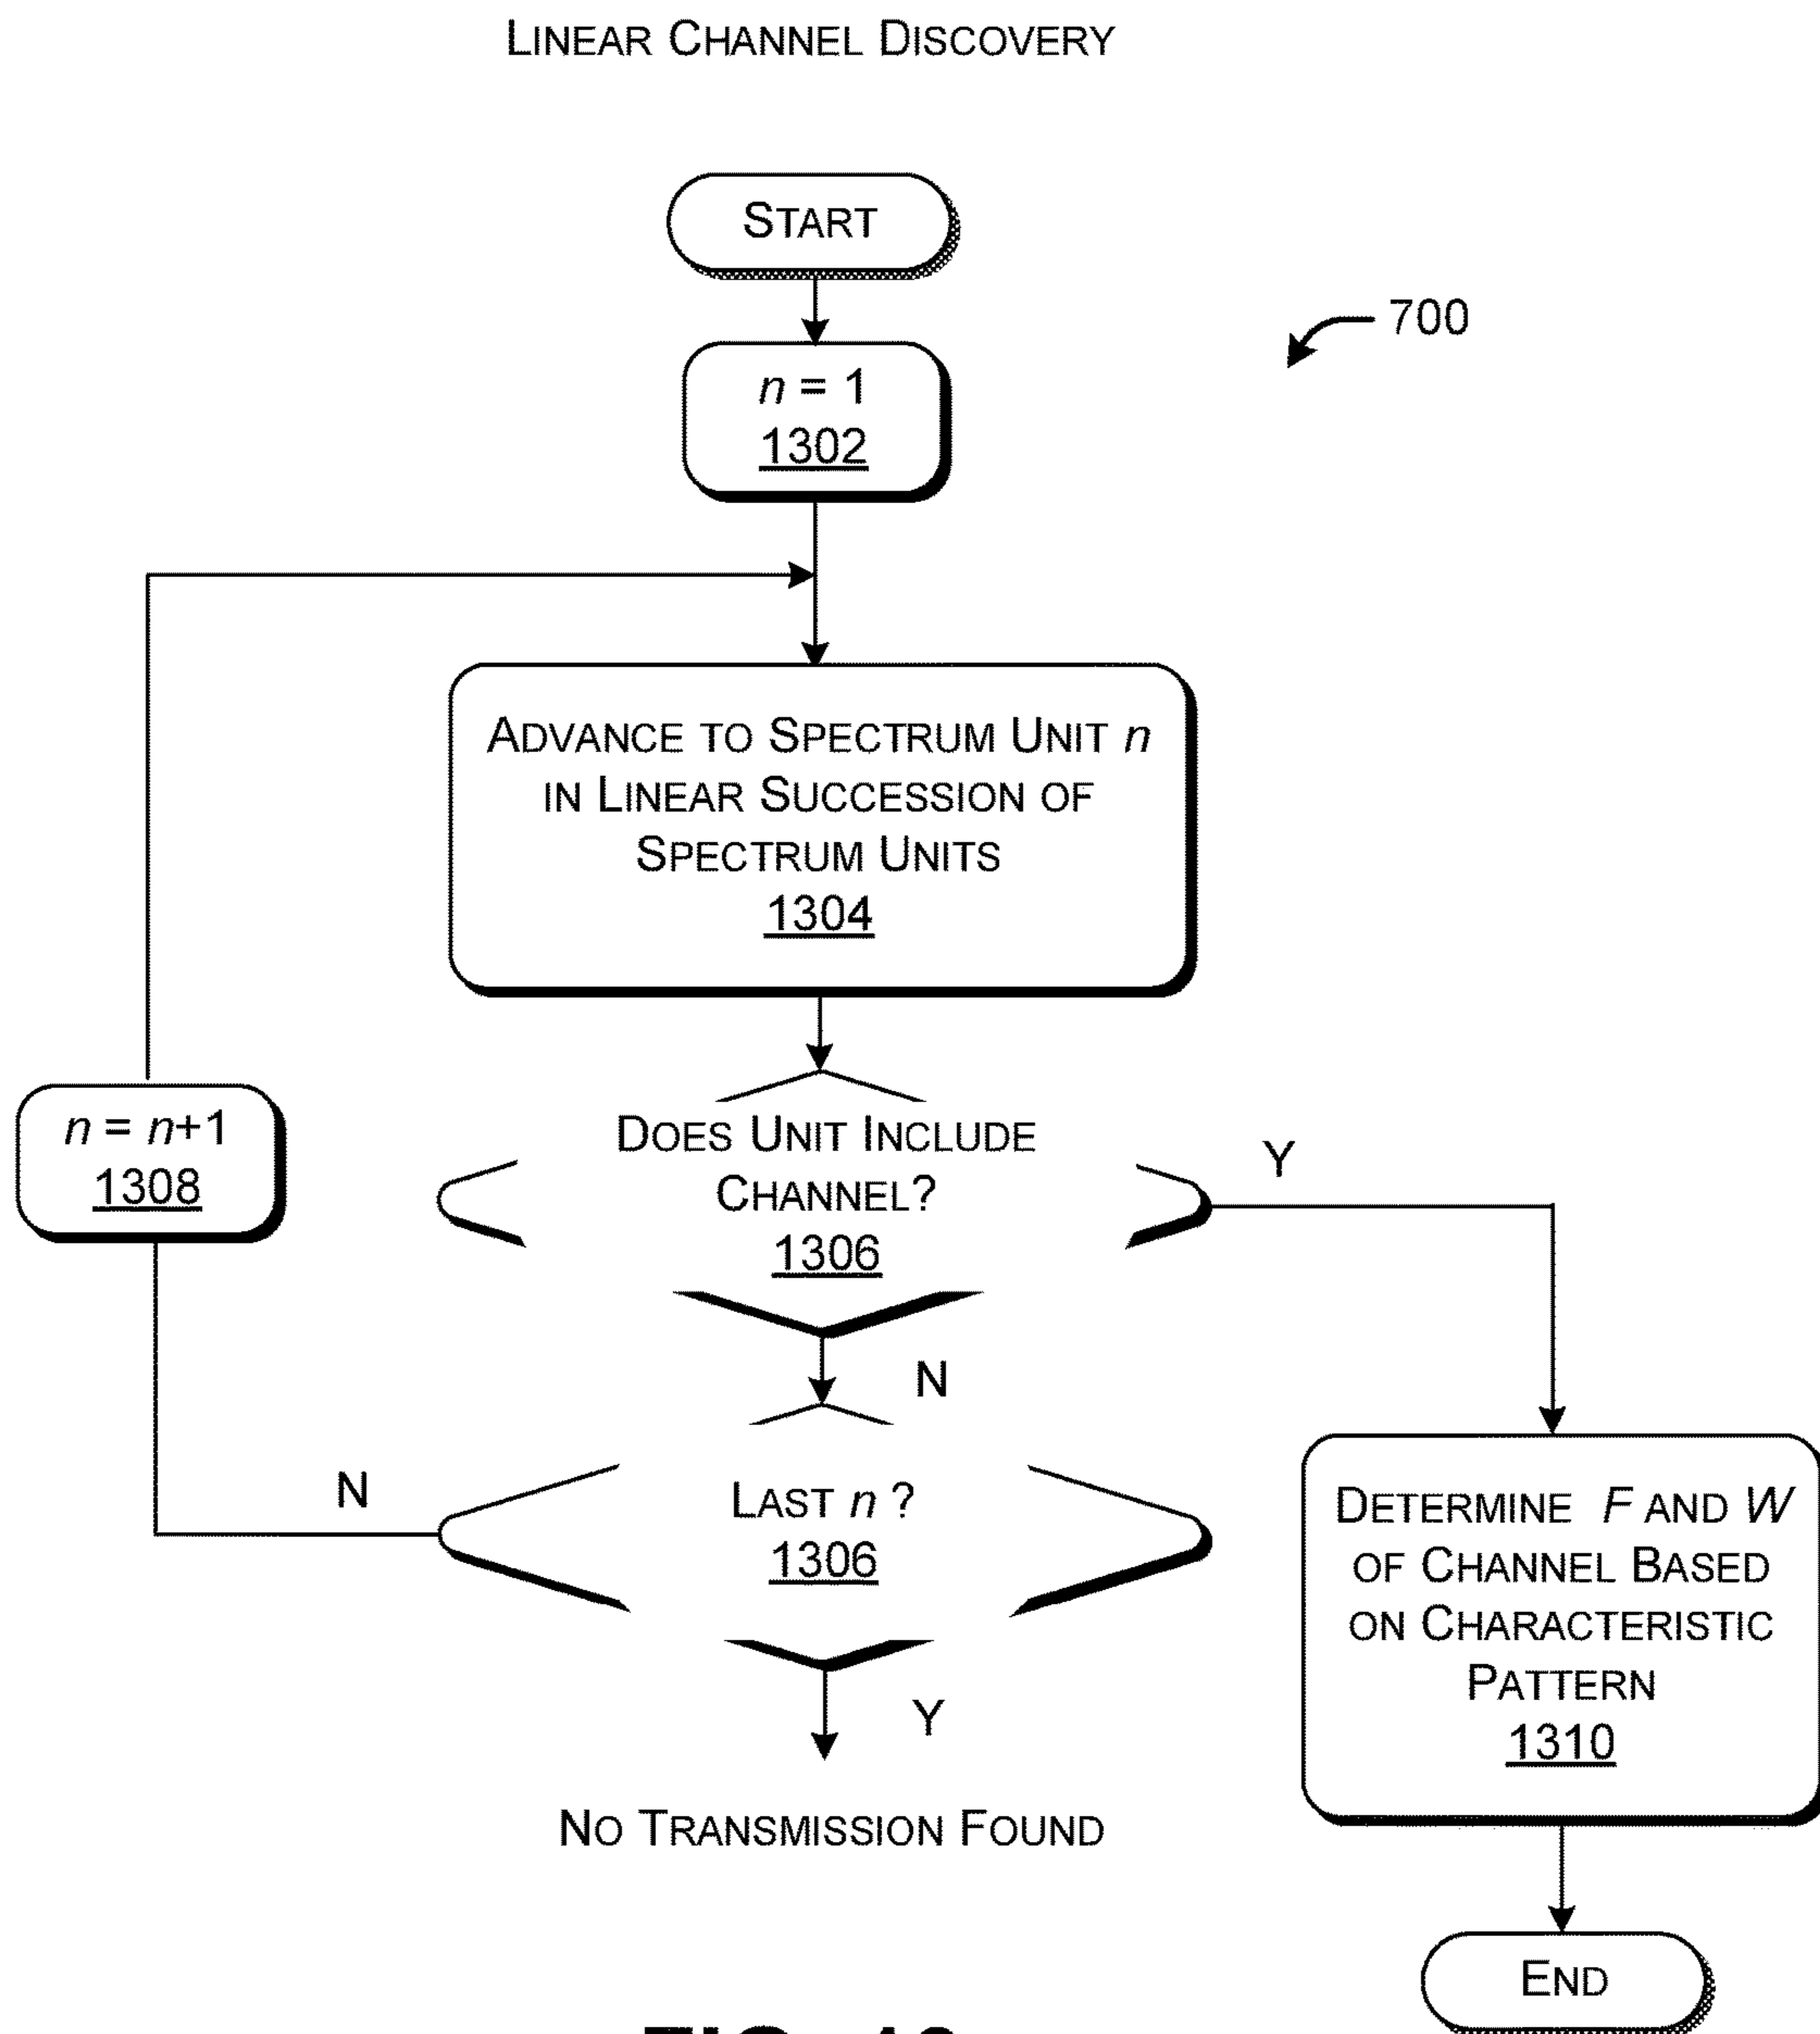 LINEAR CHANNEL DISCOVERY
START
700
n = 1
1302
ADVANCE TO SPECTRUM UNIT n
IN LINEAR SUCCESSION OF
SPECTRUM UNITS
1304
n = n+1
1308
DOES UNIT INCLUDE
CHANNEL?
1306
Y
N
LAST n ?
1306
N
Y
NO TRANSMISSION FOUND
DETERMINE F AND W
OF CHANNEL BASED
ON CHARACTERISTIC
PATTERN
1310
END